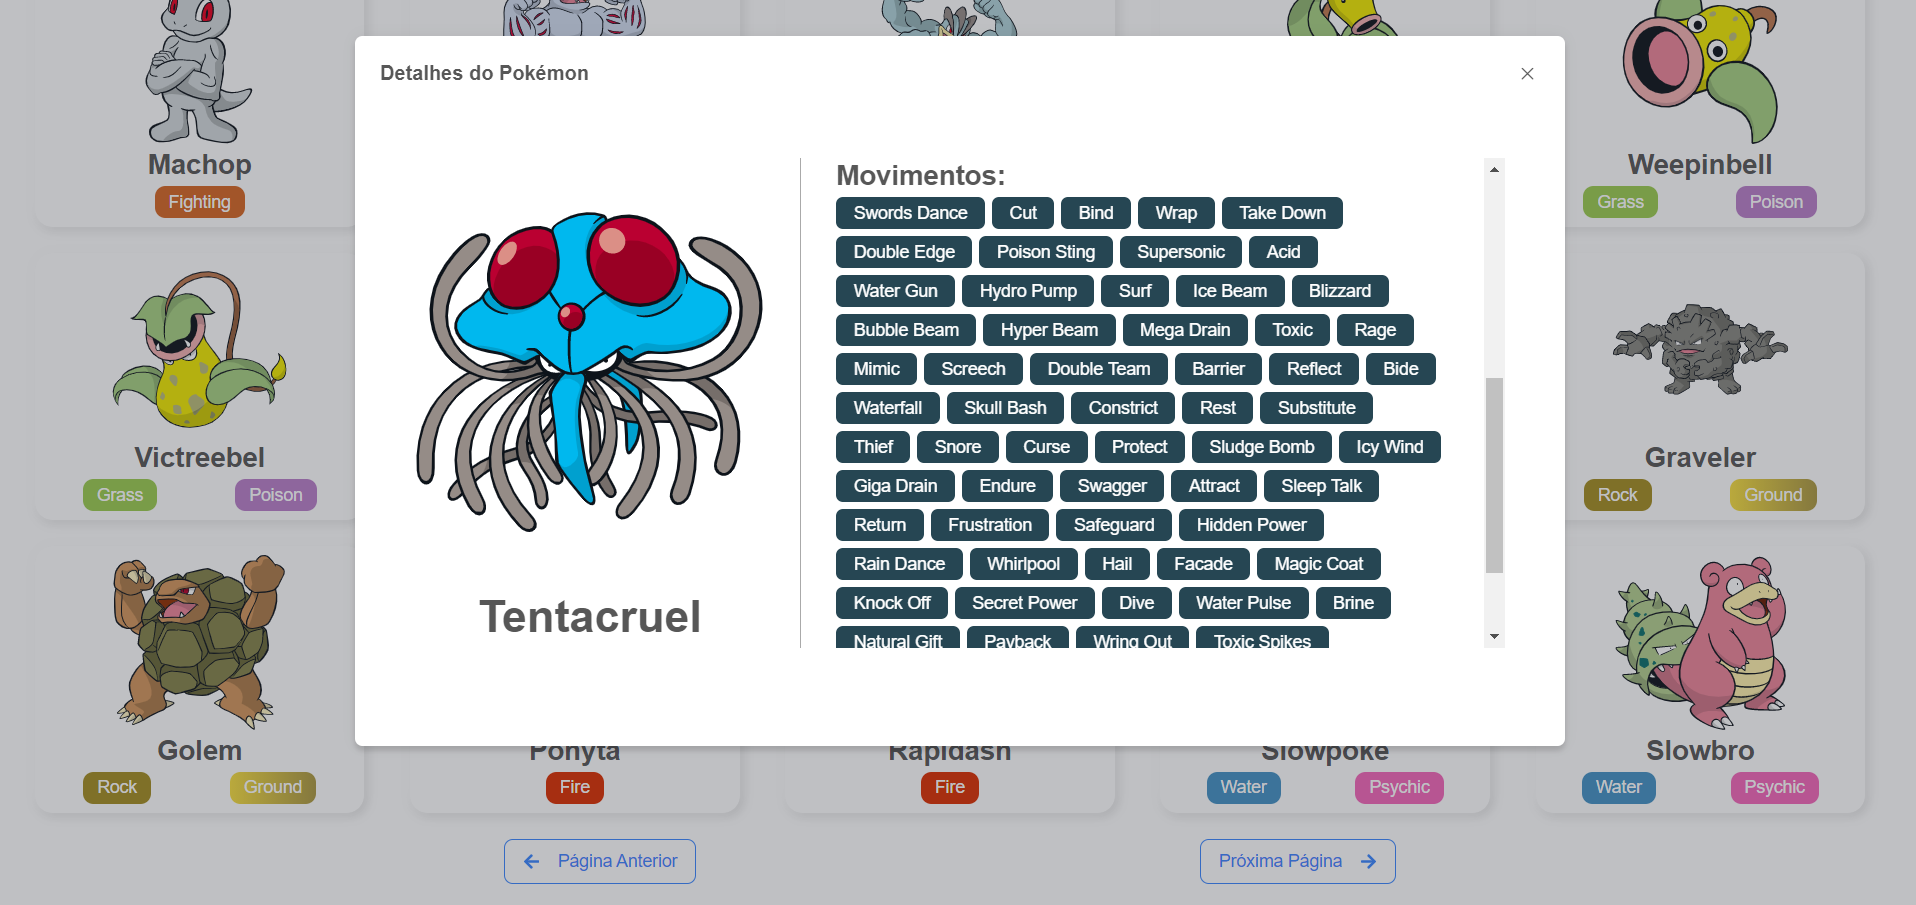 Detalhes do Pokémon
Movimentos:
Swords Dance Cut Bind Wrap Take Down
Double Edge Poison Sting Supersonic Acid
Water Gun Hydro Pump Surf Ice Beam Blizzard
Bubble Beam Hyper Beam Mega Drain Toxic Rage
Mimic Screech Double Team Barrier Reflect Bide
Waterfall Skull Bash Constrict Rest Substitute
Thief Snore Curse Protect Sludge Bomb Icy Wind
Giga Drain Endure Swagger Attract Sleep Talk
Return Frustration Safeguard Hidden Power
Rain Dance Whirlpool Hail Facade Magic Coat
Knock Off Secret Power Dive Water Pulse Brine
Natural Gift Payback Wring Out Toxic Spikes
Tentacruel
Machop
Fighting
Weepinbell
Grass Poison
Victreebel
Grass Poison
Graveler
Rock Ground
Golem
Rock Ground
Ponyta
Fire
Rapidash
Fire
Slowpoke
Water Psychic
Slowbro
Water Psychic
Página Anterior
Próxima Página